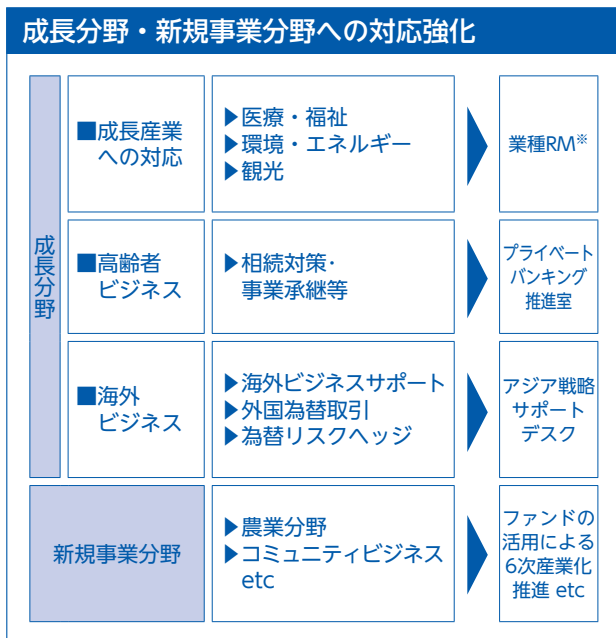 成長分野・新規事業分野への対応強化
成長分野
■成長産業
への対応
▶医療・福祉
▶環境・エネルギー
▶観光
業種RM※
■高齢者
ビジネス
▶相続対策・
事業承継等
プライベート
バンキング
推進室
■海外
ビジネス
▶海外ビジネスサポート
▶外国為替取引
▶為替リスクヘッジ
アジア戦略
サポート
デスク
新規事業分野
▶農業分野
▶コミュニティビジネス
etc
ファンドの
活用による
6次産業化
推進 etc